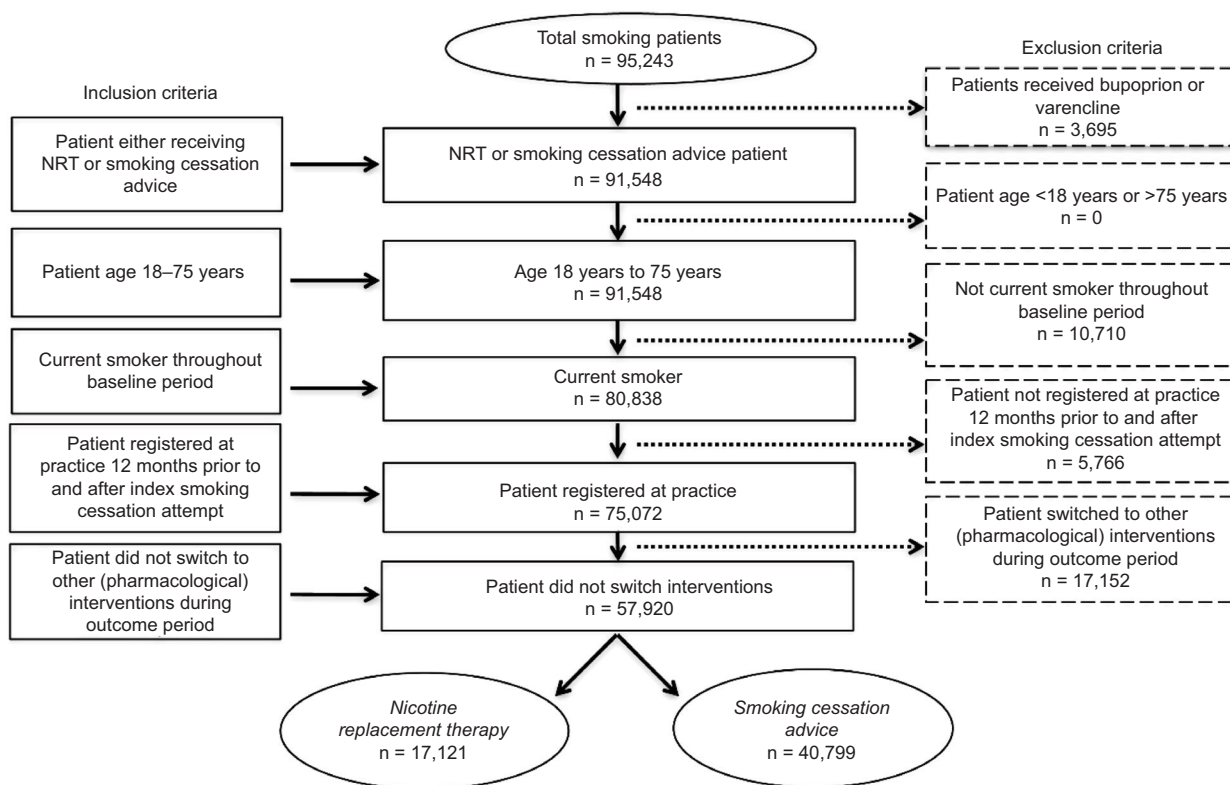 Total smoking patients
n = 95,243
Exclusion criteria
Inclusion criteria
Patients received bupoprion or
varencline
n = 3,695
Patient either receiving
NRT or smoking cessation
advice
NRT or smoking cessation advice patient
n = 91,548
Patient age <18 years or >75 years
n = 0
Patient age 18–75 years
Age 18 years to 75 years
n = 91,548
Not current smoker throughout
baseline period
n = 10,710
Current smoker throughout
baseline period
Current smoker
n = 80,838
Patient not registered at practice
12 months prior to and after
index smoking cessation attempt
n = 5,766
Patient registered at
practice 12 months prior to
and after index smoking
cessation attempt
Patient registered at practice
n = 75,072
Patient switched to other
(pharmacological) interventions
during outcome period
n = 17,152
Patient did not switch to
other (pharmacological)
interventions during
outcome period
Patient did not switch interventions
n = 57,920
Nicotine
replacement therapy
n = 17,121
Smoking cessation
advice
n = 40,799